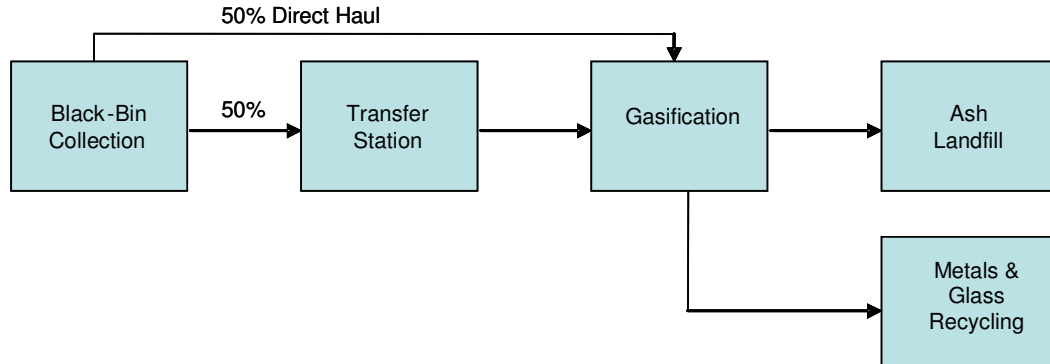 50% Direct Haul
Black-Bin
Collection
50%
Transfer
Station
Gasification
Ash
Landfill
Metals &
Glass
Recycling